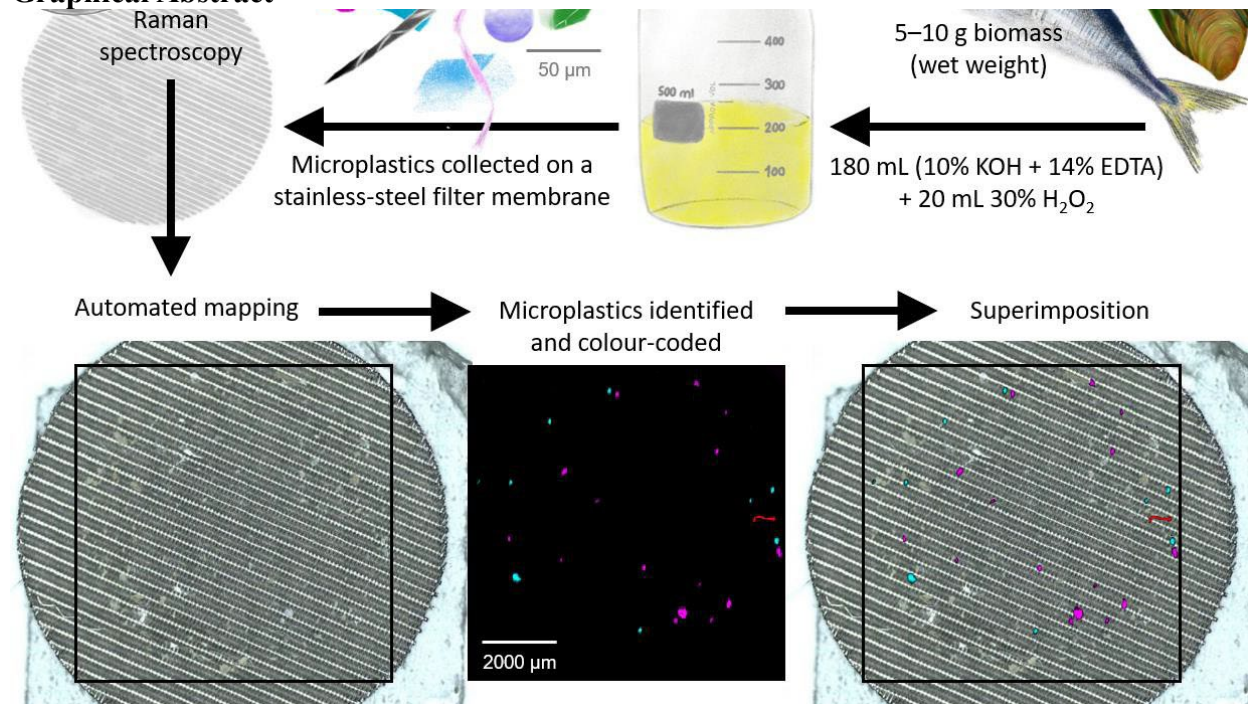 Graphical Abstract
Raman
spectroscopy
50 µm
Microplastics collected on a
stainless-steel filter membrane
500 ml
400
300
200
100
5–10 g biomass
(wet weight)
180 mL (10% KOH + 14% EDTA)
+ 20 mL 30% H₂O₂
Automated mapping
Microplastics identified
and colour-coded
Superimposition
2000 µm